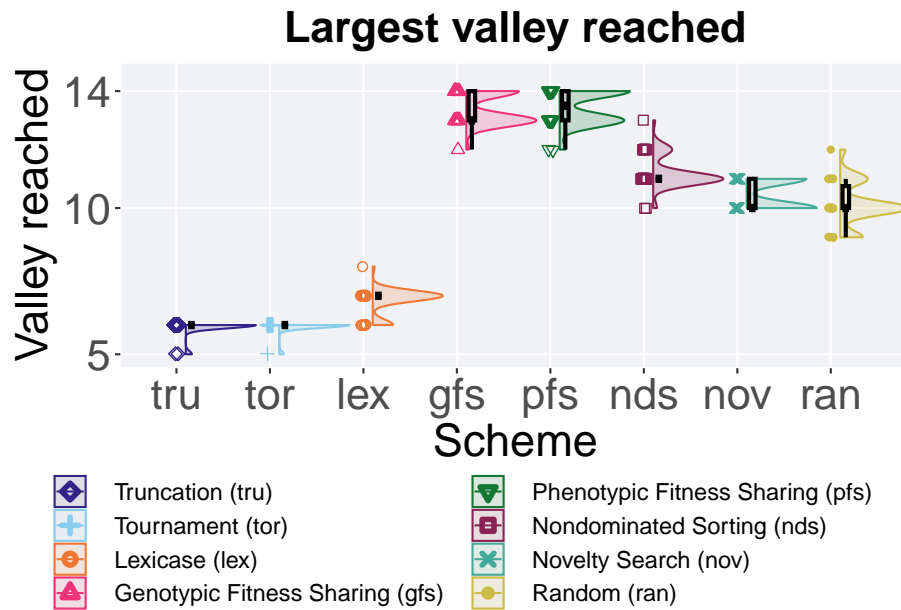 Largest valley reached
Valley reached
14
10
5
tru tor lex gfs pfs nds nov ran
Scheme
Truncation (tru)
Tournament (tor)
Lexicase (lex)
Genotypic Fitness Sharing (gfs)
Phenotypic Fitness Sharing (pfs)
Nondominated Sorting (nds)
Novelty Search (nov)
Random (ran)